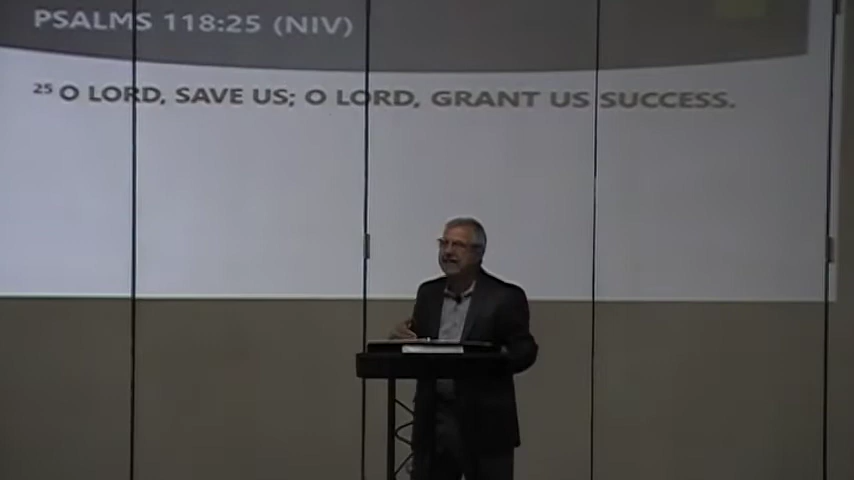 PSALMS 118:25 (NIV)
25 O LORD, SAVE US; O LORD, GRANT US SUCCESS.